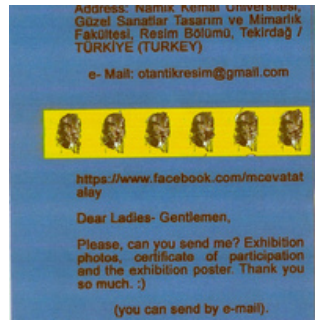 Address: Namık Kemal Üniversitesi,
Güzel Sanatlar Tasarım ve Mimarlık
Fakültesi, Resim Bölümü, Tekirdağ /
TÜRKİYE (TURKEY)
e- Mail: otantikresim@gmail.com
https://www.facebook.com/mcevatat
alay
Dear Ladies- Gentlemen,
Please, can you send me? Exhibition
photos, certificate of participation
and the exhibition poster. Thank you
so much. :)
(you can send by e-mail).